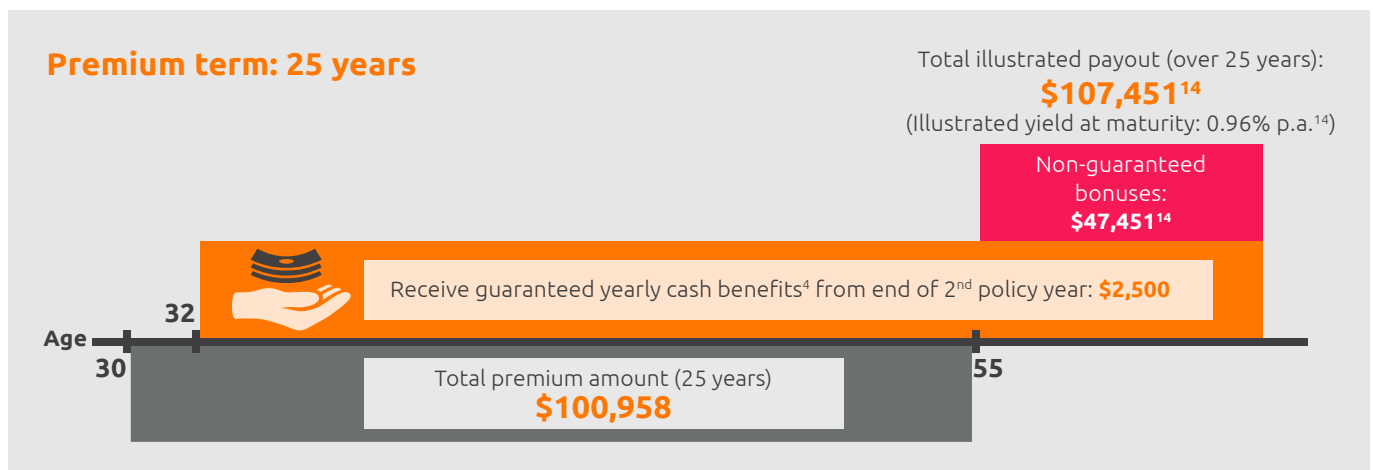 Premium term: 25 years
Total illustrated payout (over 25 years):
$107,451¹⁴
(Illustrated yield at maturity: 0.96% p.a.¹⁴)
Non-guaranteed
bonuses:
$47,451¹⁴
Receive guaranteed yearly cash benefits⁴ from end of 2ⁿᵈ policy year: $2,500
32
Age
30
55
Total premium amount (25 years)
$100,958